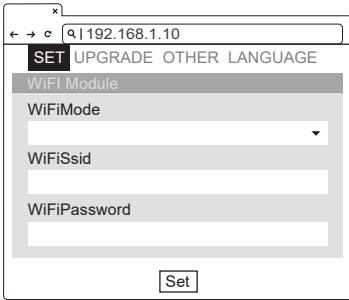 192.168.1.10
SET UPGRADE OTHER LANGUAGE
WiFI Module
WiFiMode
WiFiSsid
WiFiPassword
Set